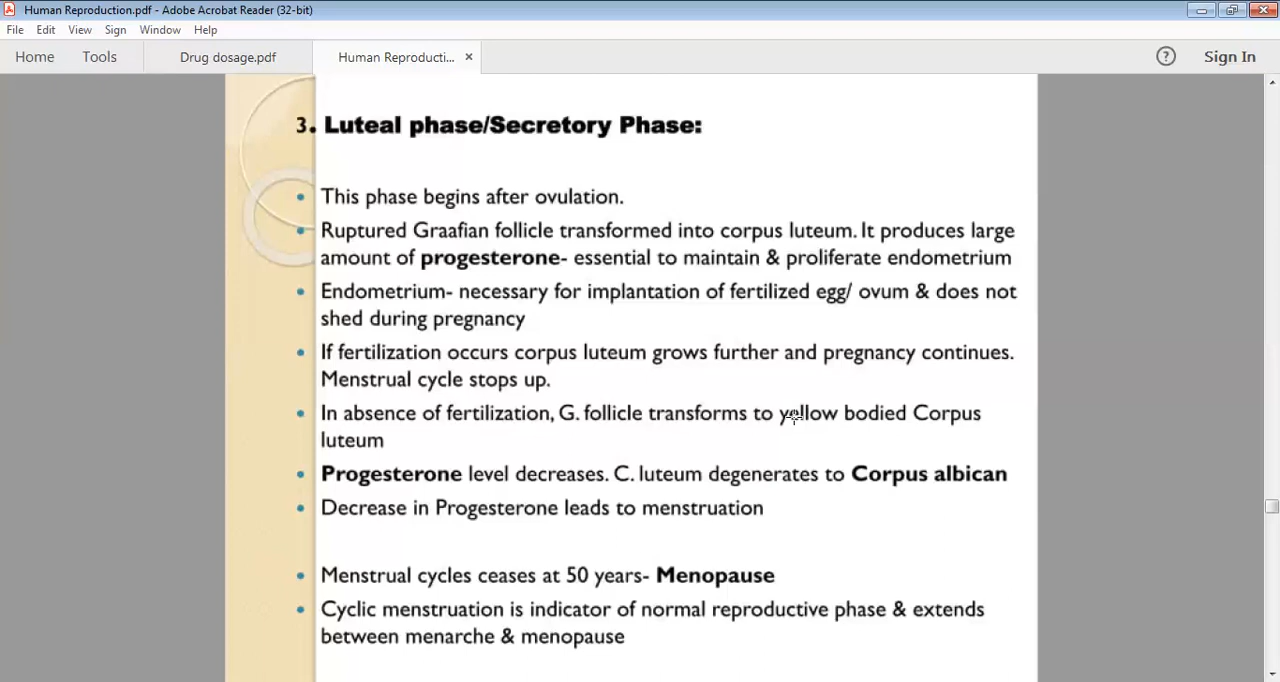 Human Reproduction.pdf - Adobe Acrobat Reader (32-bit)
File Edit View Sign Window Help
Home Tools Drug dosage.pdf Human Reproducti... × ? Sign In
3. Luteal phase/Secretory Phase:
• This phase begins after ovulation.
• Ruptured Graafian follicle transformed into corpus luteum. It produces large
amount of progesterone- essential to maintain & proliferate endometrium
• Endometrium- necessary for implantation of fertilized egg/ ovum & does not
shed during pregnancy
• If fertilization occurs corpus luteum grows further and pregnancy continues.
Menstrual cycle stops up.
• In absence of fertilization, G. follicle transforms to yellow bodied Corpus
luteum
• Progesterone level decreases. C. luteum degenerates to Corpus albican
• Decrease in Progesterone leads to menstruation
• Menstrual cycles ceases at 50 years- Menopause
• Cyclic menstruation is indicator of normal reproductive phase & extends
between menarche & menopause